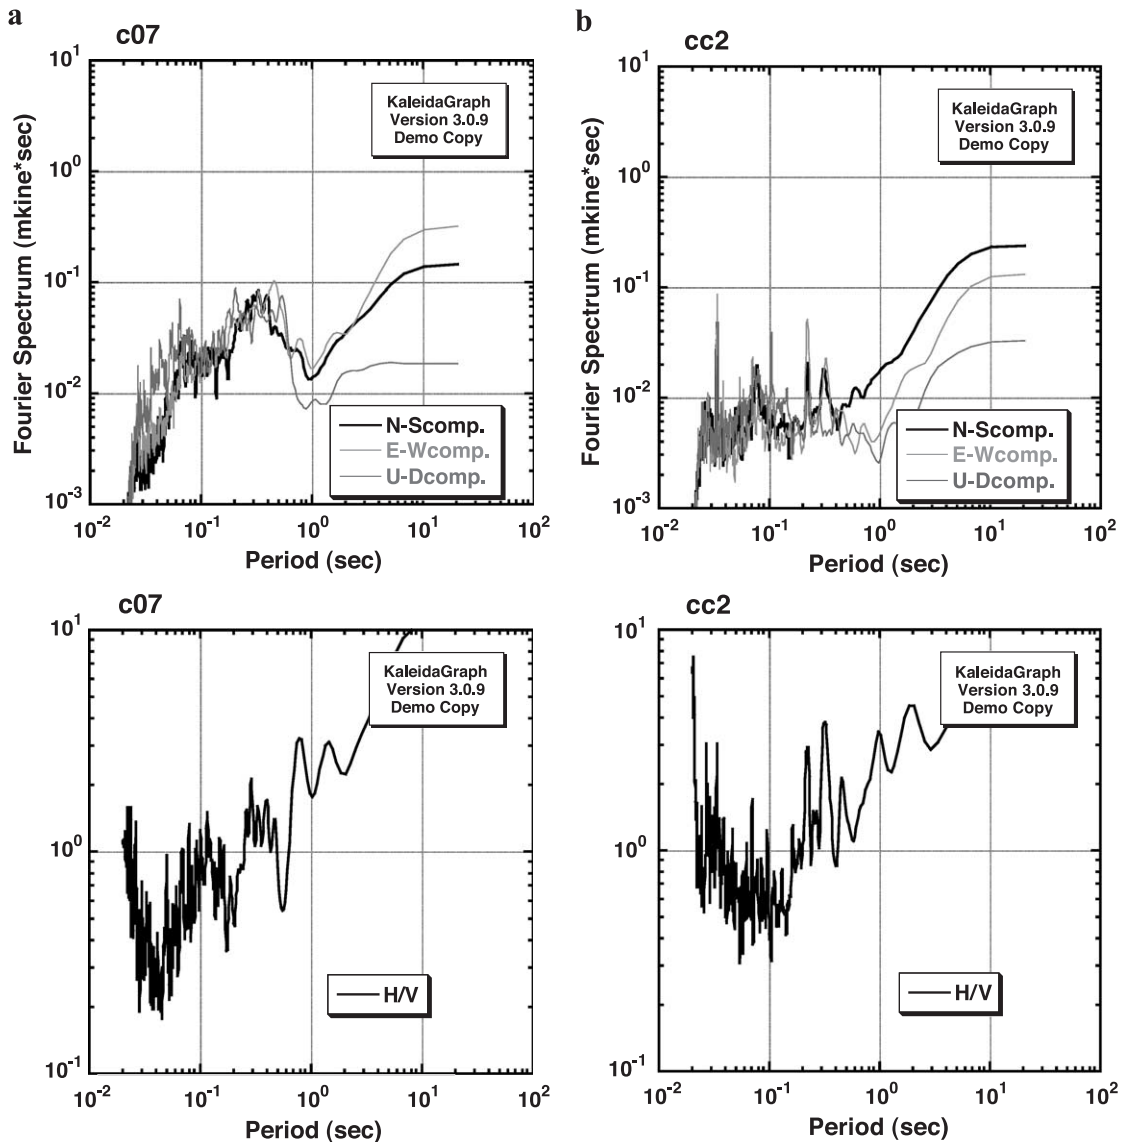 a
c07
10^1
10^0
10^-1
10^-2
10^-3
Fourier Spectrum (mkine*sec)
KaleidaGraph
Version 3.0.9
Demo Copy
N-Scomp.
E-Wcomp.
U-Dcomp.
10^-2 10^-1 10^0 10^1 10^2
Period (sec)
b
cc2
10^1
10^0
10^-1
10^-2
10^-3
Fourier Spectrum (mkine*sec)
KaleidaGraph
Version 3.0.9
Demo Copy
N-Scomp.
E-Wcomp.
U-Dcomp.
10^-2 10^-1 10^0 10^1 10^2
Period (sec)
c07
10^1
10^0
10^-1
KaleidaGraph
Version 3.0.9
Demo Copy
H/V
10^-2 10^-1 10^0 10^1 10^2
Period (sec)
cc2
10^1
10^0
10^-1
KaleidaGraph
Version 3.0.9
Demo Copy
H/V
10^-2 10^-1 10^0 10^1 10^2
Period (sec)